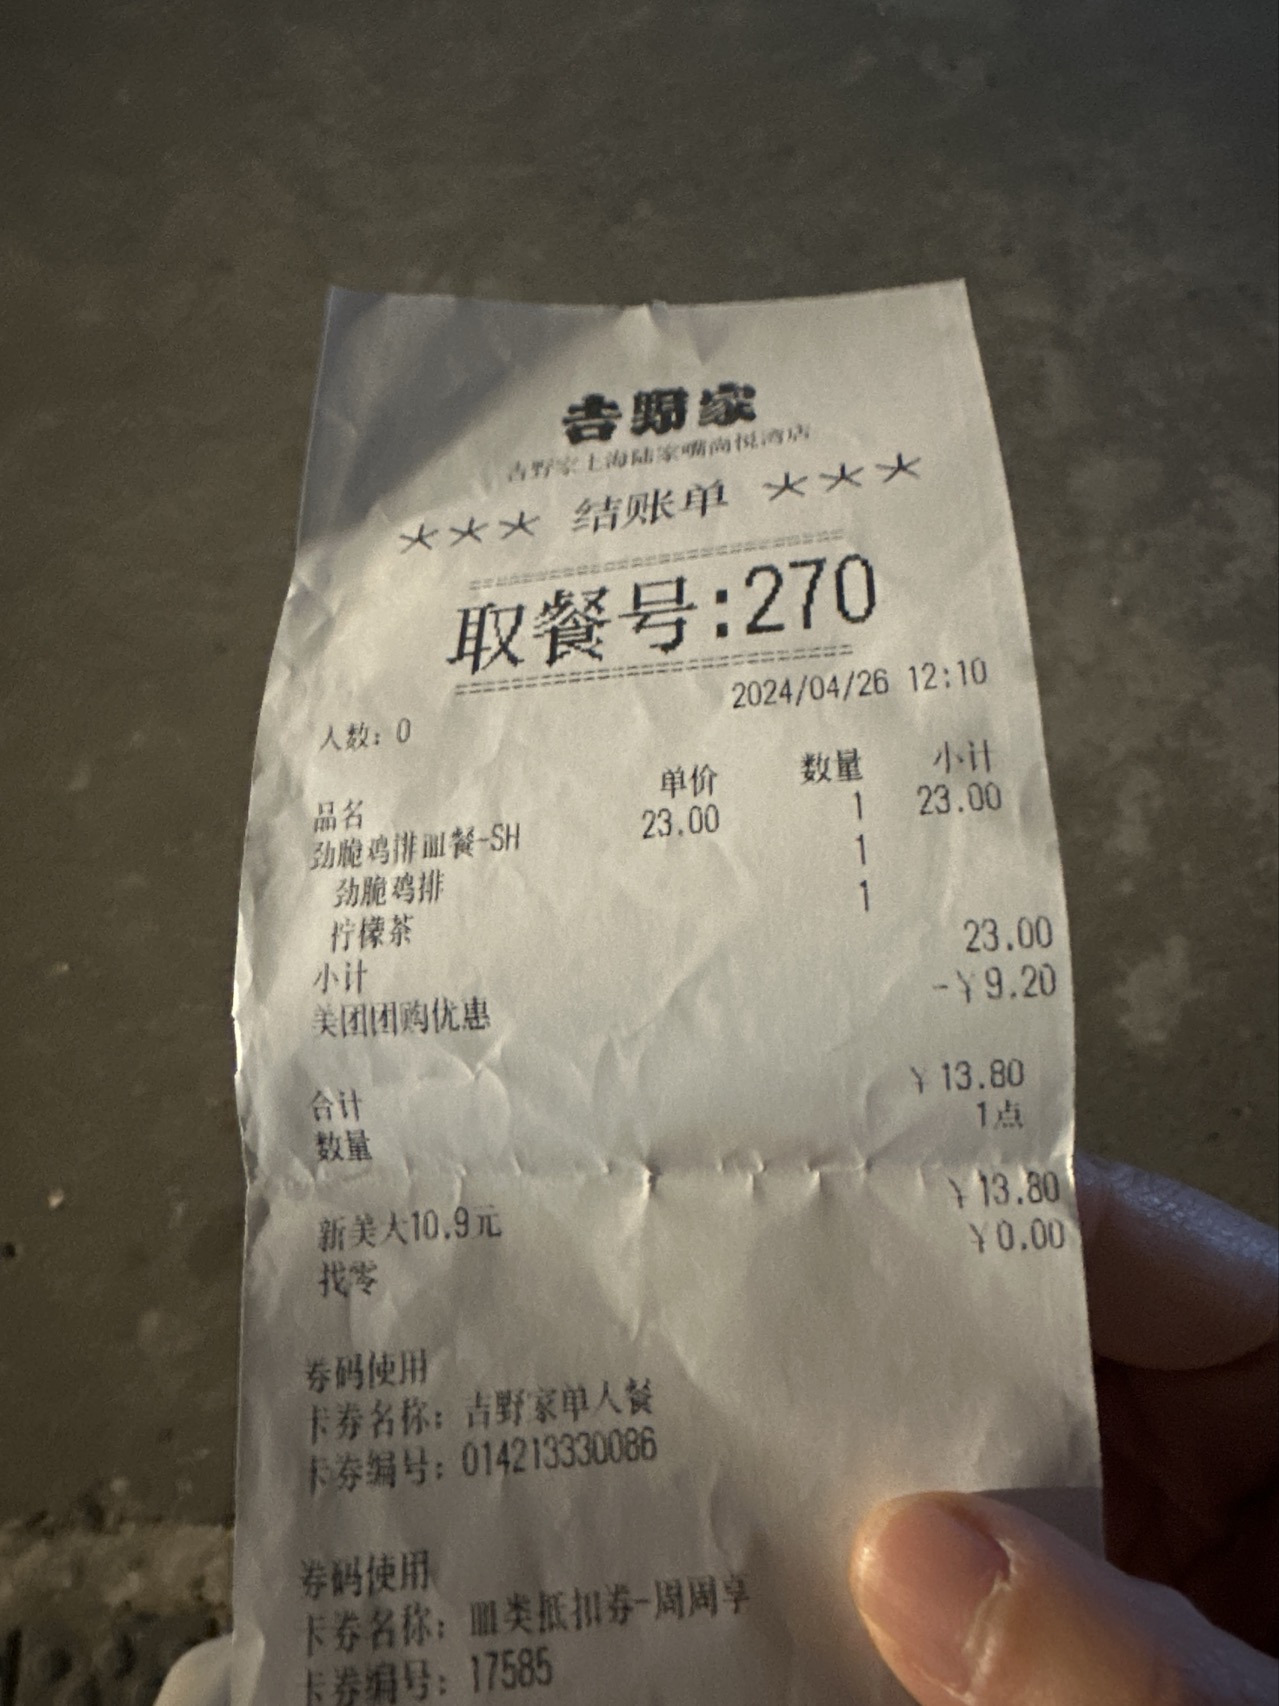 吉野家
吉野家上海陆家嘴尚悦湾店
*** 结账单 ***
取餐号:270
2024/04/26 12:10
人数: 0
品名 单价 数量 小计
劲脆鸡排皿餐-SH 23.00 1 23.00
劲脆鸡排 1
柠檬茶 1
小计 23.00
美团团购优惠 -¥9.20
合计 ¥13.80
数量 1点
新美大10.9元 ¥13.80
找零 ¥0.00
券码使用
卡券名称: 吉野家单人餐
卡券编号: 014213330086
券码使用
卡券名称: 皿类抵扣券-周周享
卡券编号: 17585